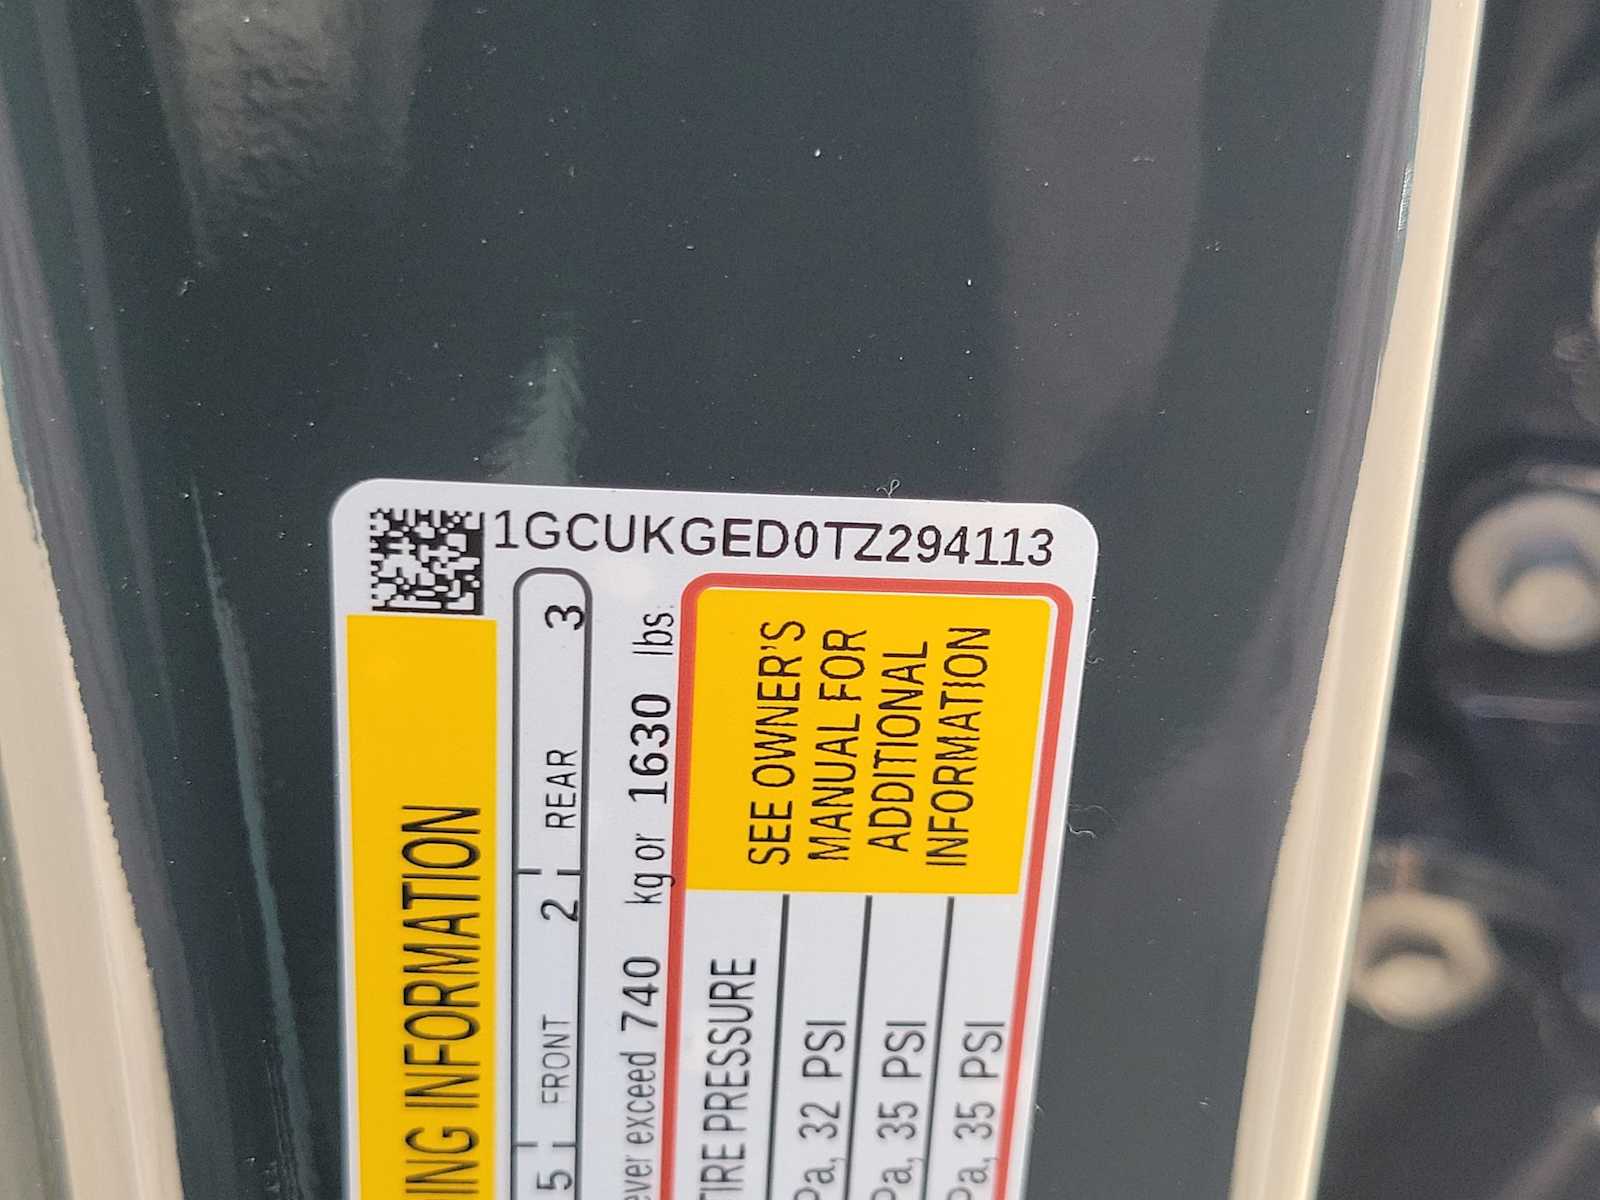 1GCUKGED0TZ294113
ING INFORMATION
5 FRONT 2 REAR 3
ever exceed 740 kg or 1630 lbs.
TIRE PRESSURE
Pa, 32 PSI
Pa, 35 PSI
Pa, 35 PSI
SEE OWNER'S
MANUAL FOR
ADDITIONAL
INFORMATION